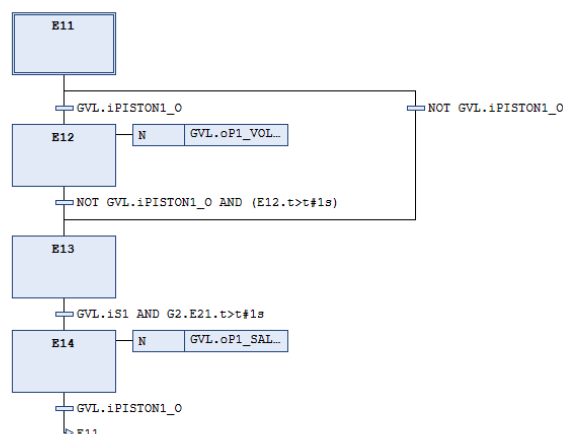 E11
GVL.iPISTON1_O
NOT GVL.iPISTON1_O
E12
N
GVL.oP1_VOL...
NOT GVL.iPISTON1_O AND (E12.t>t#1s)
E13
GVL.iS1 AND G2.E21.t>t#1s
E14
N
GVL.oP1_SAL...
GVL.iPISTON1_O
E11